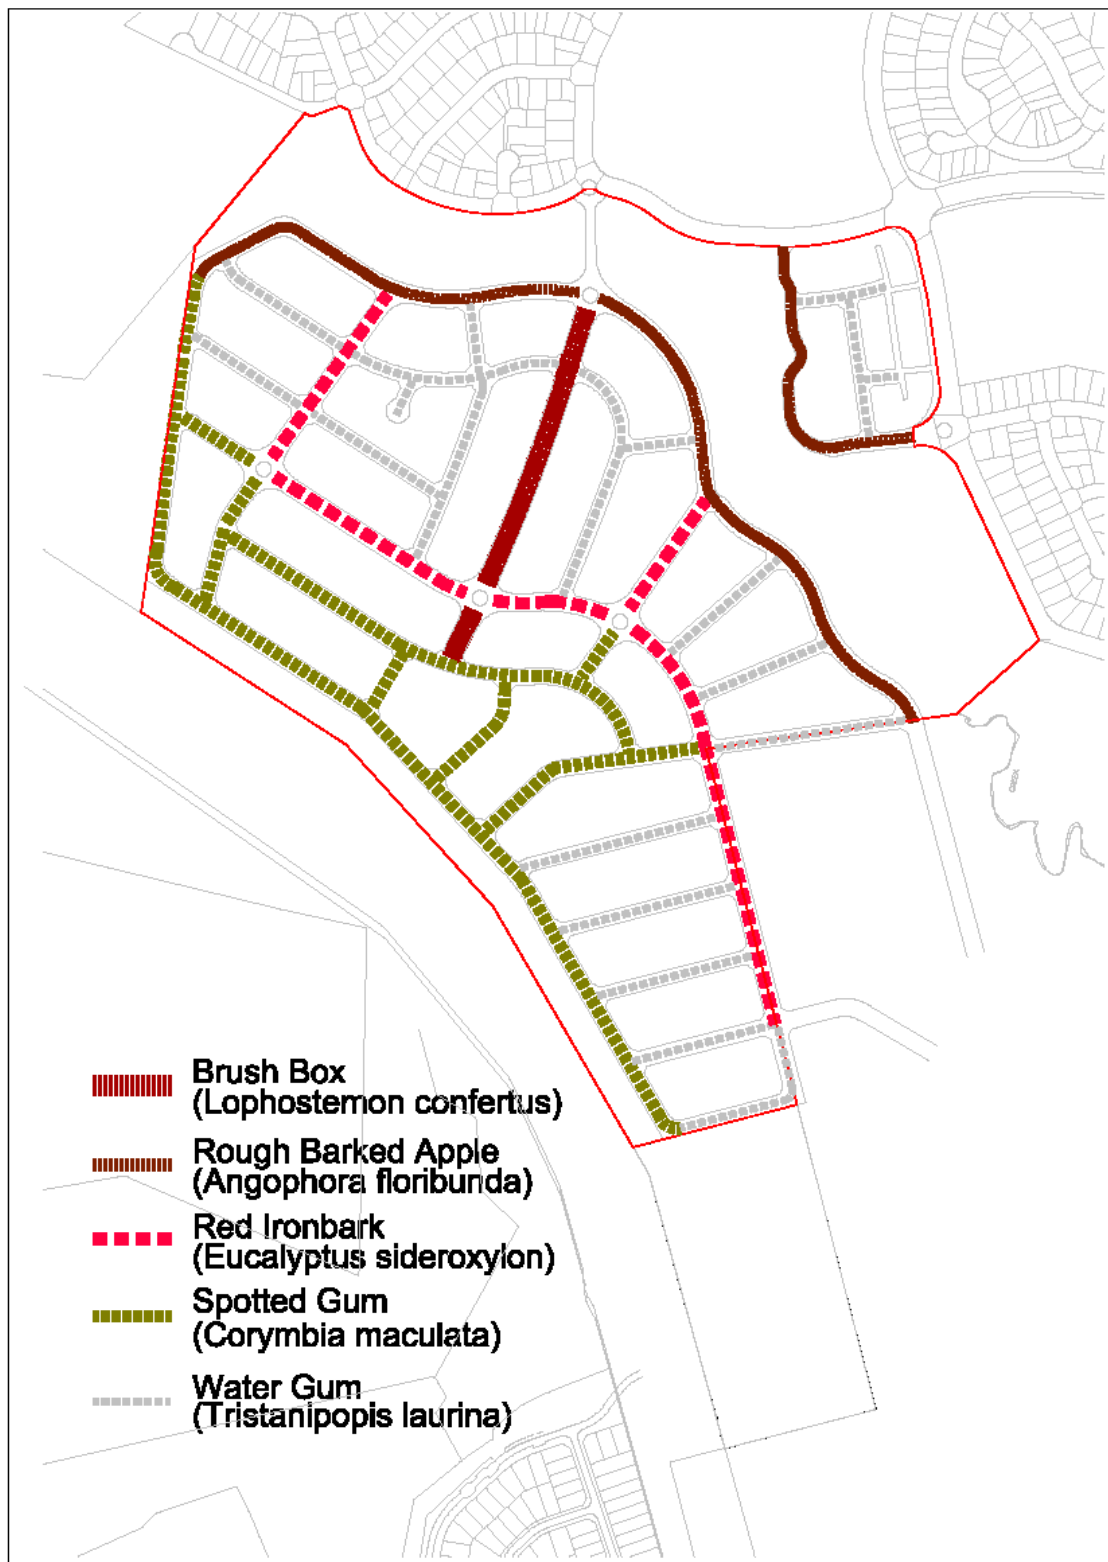 Brush Box
(Lophostemon confertus)
Rough Barked Apple
(Angophora floribunda)
Red Ironbark
(Eucalyptus sideroxylon)
Spotted Gum
(Corymbia maculata)
Water Gum
(Tristanipopis laurina)